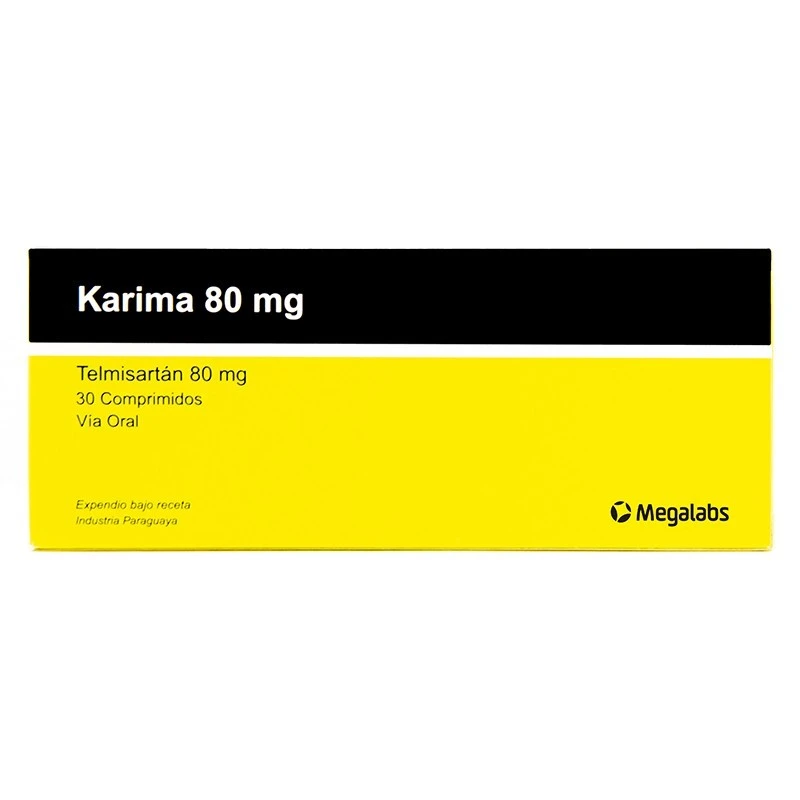 Karima 80 mg
Telmisartán 80 mg
30 Comprimidos
Vía Oral
Expendio bajo receta
Industria Paraguaya
Megalabs